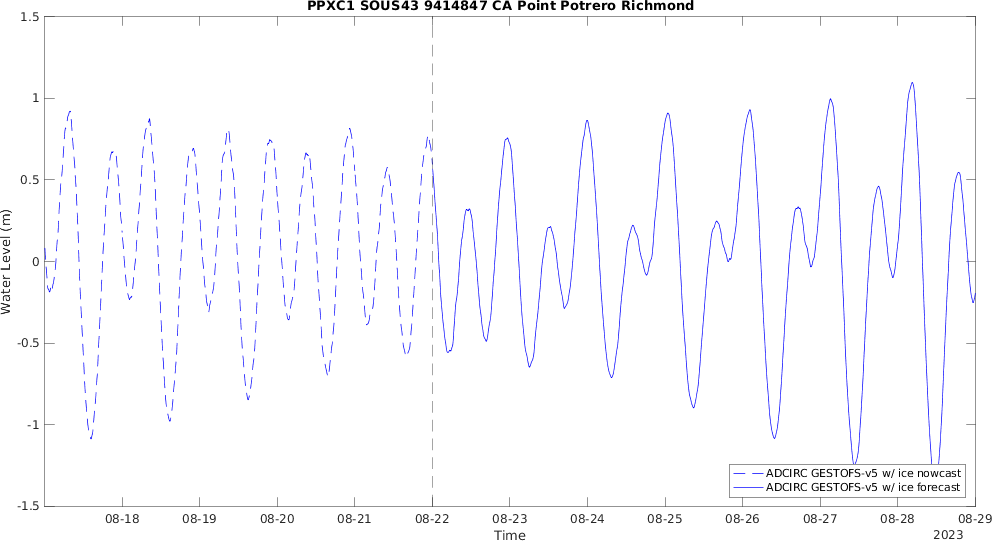 PPXC1 SOUS43 9414847 CA Point Potrero Richmond
1.5
1
0.5
0
-0.5
-1
-1.5
Water Level (m)
08-18 08-19 08-20 08-21 08-22 08-23 08-24 08-25 08-26 08-27 08-28 08-29
Time
2023
ADCIRC GESTOFS-v5 w/ ice nowcast
ADCIRC GESTOFS-v5 w/ ice forecast